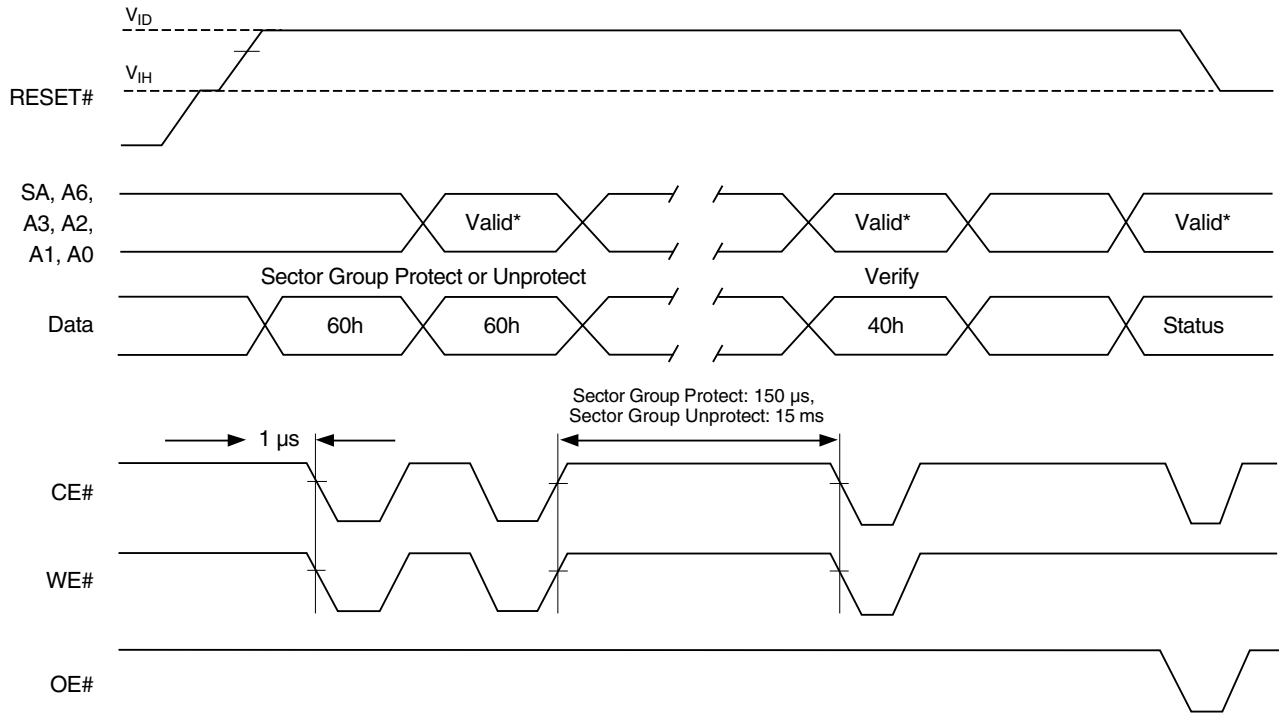 V_ID
V_IH
RESET#
SA, A6,
A3, A2,
A1, A0
Valid*
Valid*
Valid*
Sector Group Protect or Unprotect
Verify
Data
60h
60h
40h
Status
Sector Group Protect: 150 µs,
Sector Group Unprotect: 15 ms
1 µs
CE#
WE#
OE#